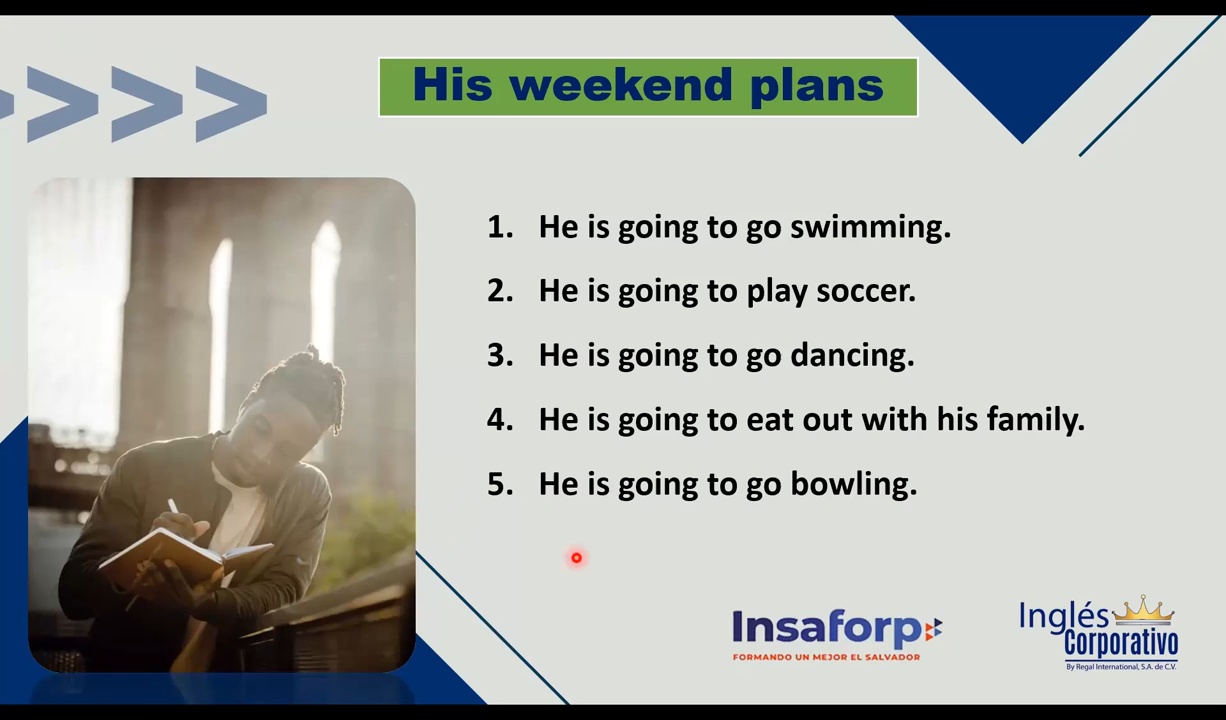 His weekend plans
1. He is going to go swimming.
2. He is going to play soccer.
3. He is going to go dancing.
4. He is going to eat out with his family.
5. He is going to go bowling.
Insaforp
FORMANDO UN MEJOR EL SALVADOR
Inglés
Corporativo
By Regal International, S.A. de C.V.